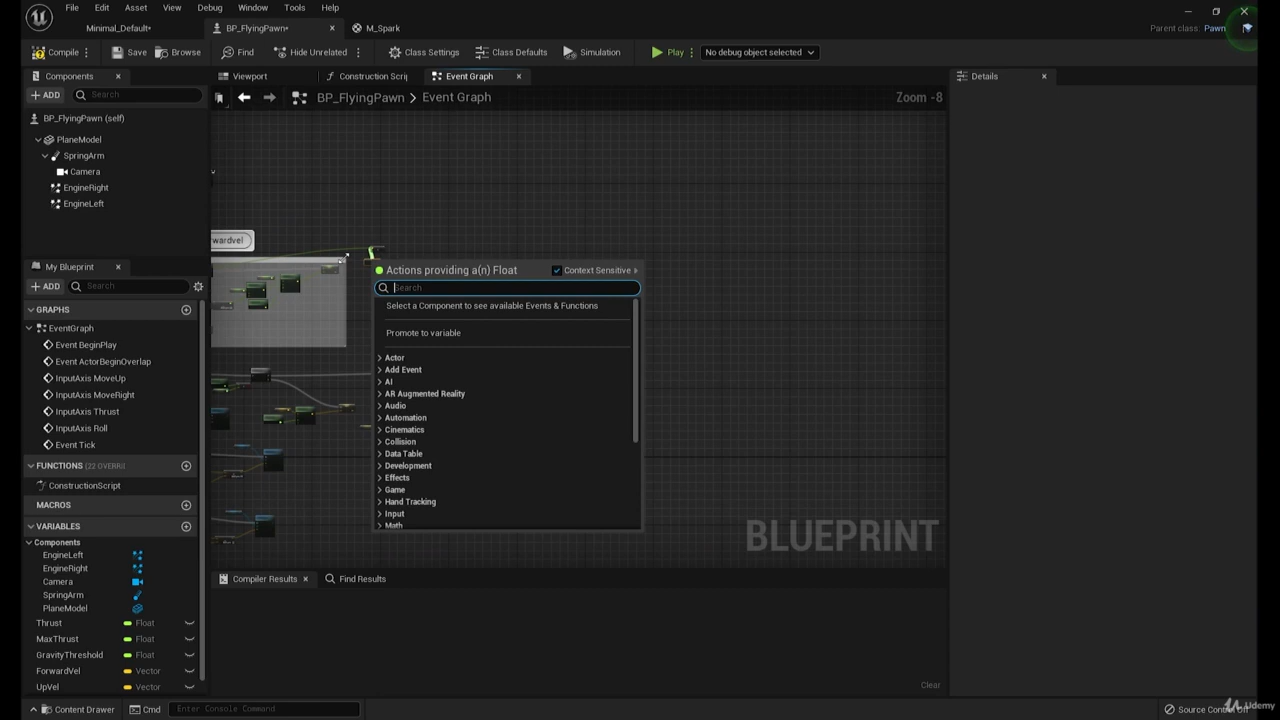 File Edit Asset View Debug Window Tools Help
Minimal_Default* BP_FlyingPawn* × M_Spark
Parent class: Pawn
Compile Save Browse Find Hide Unrelated Class Settings Class Defaults Simulation Play No debug object selected
Components Viewport Construction Scrip Event Graph Details
ADD Search
BP_FlyingPawn > Event Graph Zoom -8
BP_FlyingPawn (self)
PlaneModel
SpringArm
Camera
EngineRight
EngineLeft
wardvel
My Blueprint
ADD Search
GRAPHS
EventGraph
Event BeginPlay
Event ActorBeginOverlap
InputAxis MoveUp
InputAxis MoveRight
InputAxis Thrust
InputAxis Roll
Event Tick
FUNCTIONS (22 OVERRI
ConstructionScript
MACROS
VARIABLES
Components
EngineLeft
EngineRight
Camera
SpringArm
PlaneModel
Thrust Float
MaxThrust Float
GravityThreshold Float
ForwardVel Vector
UpVel Vector
Actions providing a(n) Float Context Sensitive
Search
Select a Component to see available Events & Functions
Promote to variable
Actor
Add Event
AI
AR Augmented Reality
Audio
Automation
Cinematics
Collision
Data Table
Development
Effects
Game
Hand Tracking
Input
Math
BLUEPRINT
Compiler Results Find Results
Clear
Content Drawer Cmd Enter Console Command
Source Control Off
Udemy